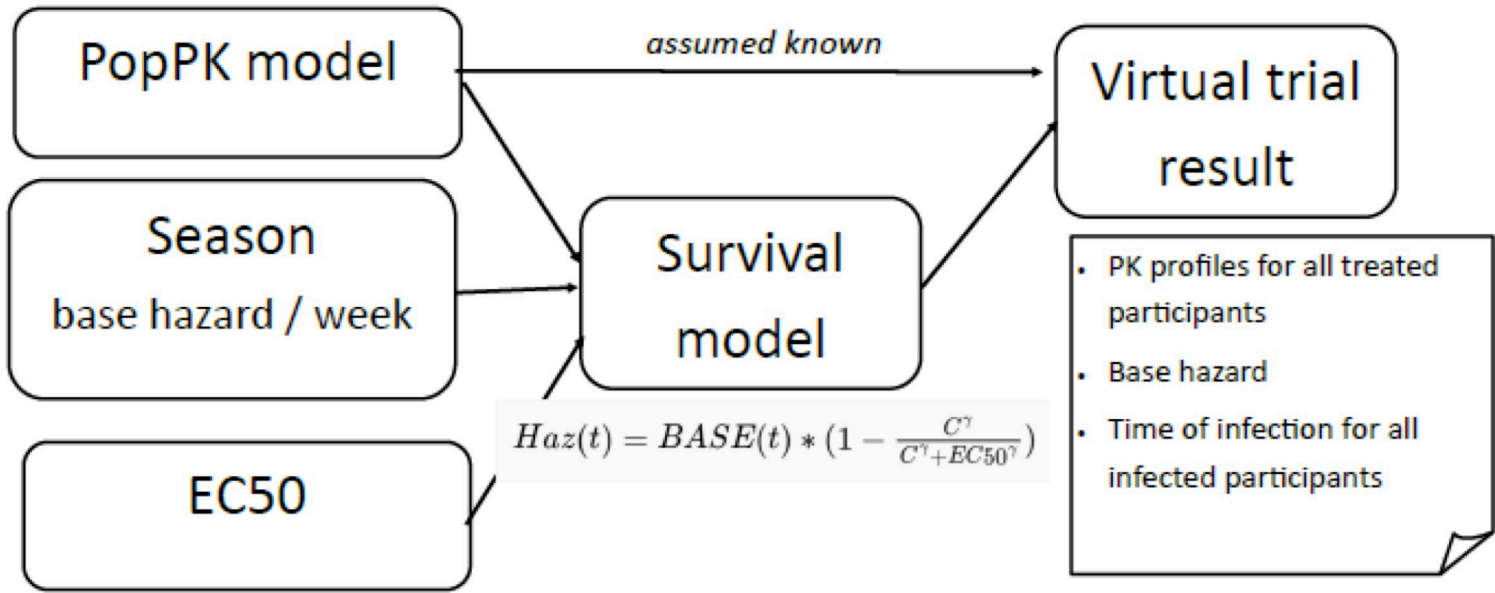 PopPK model
assumed known
Virtual trial
result
Season
base hazard / week
Survival
model
EC50
Haz(t) = BASE(t) * (1 − \frac{C^γ}{C^γ+EC50^γ})
• PK profiles for all treated
participants
• Base hazard
• Time of infection for all
infected participants